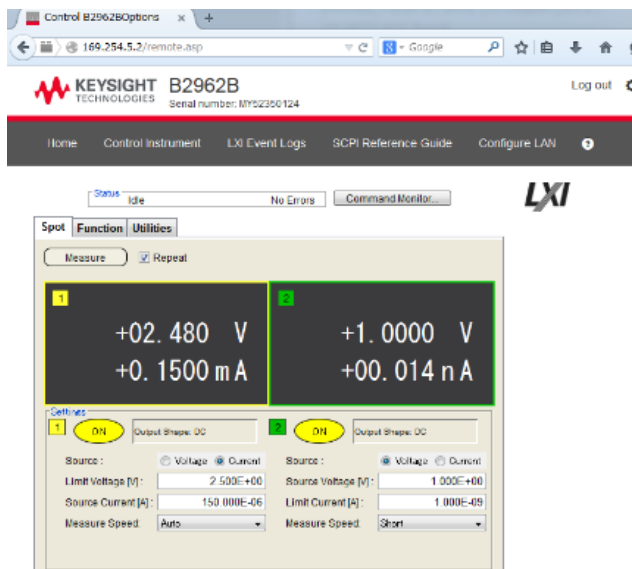 Control B2962BOptions × +
169.254.5.2/remote.asp Google
KEYSIGHT TECHNOLOGIES B2962B
Serial number: MY52350124
Log out
Home Control Instrument LXI Event Logs SCPI Reference Guide Configure LAN ?
Status
Idle No Errors Command Monitor...
LXI
Spot Function Utilities
Measure Repeat
1 2
+02.480 V +1.0000 V
+0.1500 mA +00.014 nA
Settings
1 ON Output Shape: DC 2 ON Output Shape: DC
Source : Voltage Current Source : Voltage Current
Limit Voltage [V] : 2.500E+00 Source Voltage [V] : 1.000E+00
Source Current [A] : 150.000E-06 Limit Current [A] : 1.000E-09
Measure Speed: Auto Measure Speed: Short